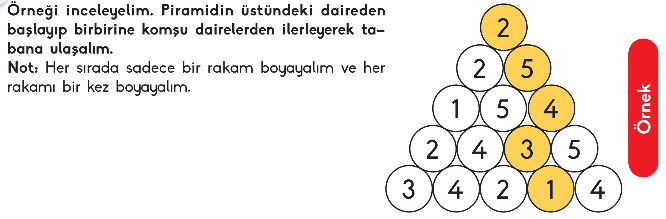 Örneği inceleyelim. Piramidin üstündeki daireden
başlayıp birbirine komşu dairelerden ilerleyerek ta-
bana ulaşalım.
Not: Her sırada sadece bir rakam boyayalım ve her
rakamı bir kez boyayalım.
2
2 5
1 5 4
2 4 3 5
3 4 2 1 4
Örnek